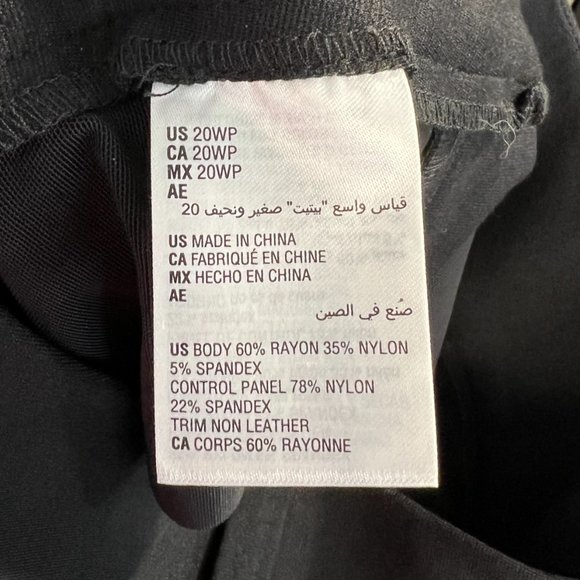 US 20WP
CA 20WP
MX 20WP
AE
قياس واسع "بيتيت" صغير ونحيف 20
US MADE IN CHINA
CA FABRIQUÉ EN CHINE
MX HECHO EN CHINA
AE
صُنع في الصين
US BODY 60% RAYON 35% NYLON
5% SPANDEX
CONTROL PANEL 78% NYLON
22% SPANDEX
TRIM NON LEATHER
CA CORPS 60% RAYONNE